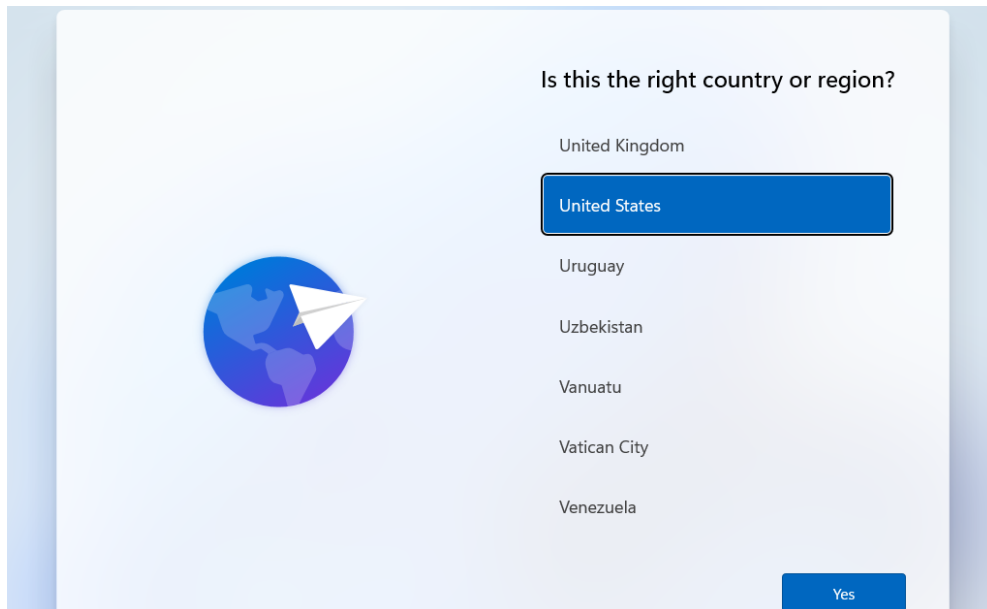 Is this the right country or region?
United Kingdom
United States
Uruguay
Uzbekistan
Vanuatu
Vatican City
Venezuela
Yes